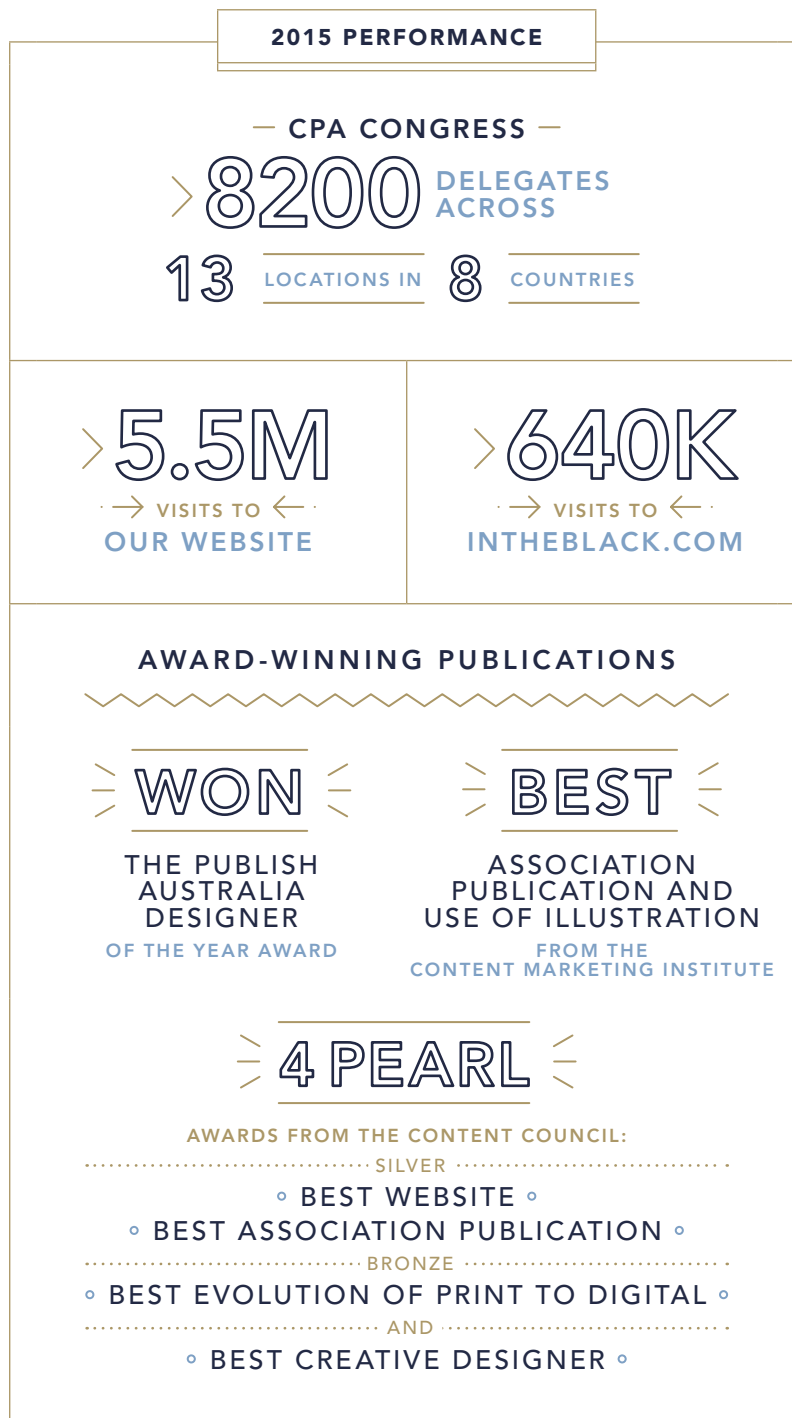 2015 PERFORMANCE
— CPA CONGRESS —
>8200 DELEGATES
ACROSS
13 LOCATIONS IN 8 COUNTRIES
>5.5M
VISITS TO
OUR WEBSITE
>640K
VISITS TO
INTHEBLACK.COM
AWARD-WINNING PUBLICATIONS
WON
THE PUBLISH
AUSTRALIA
DESIGNER
OF THE YEAR AWARD
BEST
ASSOCIATION
PUBLICATION AND
USE OF ILLUSTRATION
FROM THE
CONTENT MARKETING INSTITUTE
4 PEARL
AWARDS FROM THE CONTENT COUNCIL:
SILVER
BEST WEBSITE
BEST ASSOCIATION PUBLICATION
BRONZE
BEST EVOLUTION OF PRINT TO DIGITAL
AND
BEST CREATIVE DESIGNER